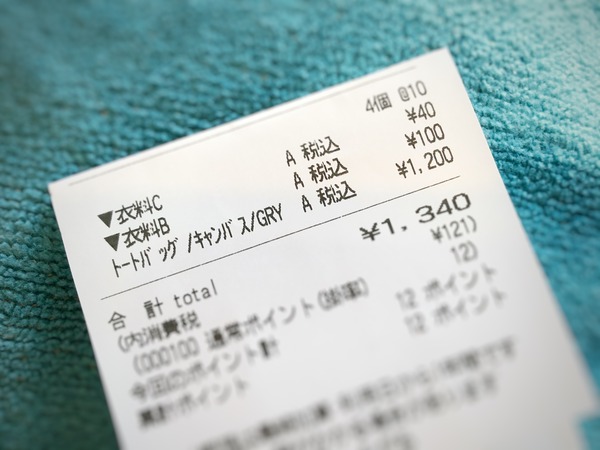 4個 @10
▼衣料C A 税込 ¥40
▼衣料B A 税込 ¥100
トートバッグ/キャンバス/GRY A 税込 ¥1,200
合 計 total ¥1,340
(内消費税 ¥121)
(000100 通常ポイント(掛率) 12)
今回のポイント計 12 ポイント
累計ポイント 12 ポイント